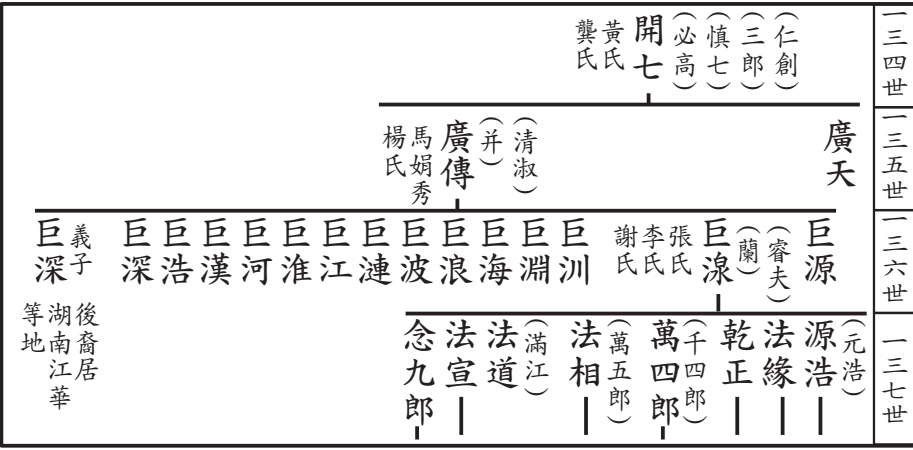 一三四世
（仁創）
（三郎）
（慎七）
（必高）
開七
黃氏
龔氏
一三五世
廣天
（清淑）
（并）
廣傳
馬娟秀
楊氏
一三六世
巨源
（睿夫）
（蘭）
巨湶
張氏
李氏
謝氏
巨汌
巨淵
巨海
巨浪
巨波
巨漣
巨江
巨淮
巨河
巨漢
巨浩
巨深
義子
巨深
後裔居
湖南江華
等地
一三七世
（元浩）
源浩
法緣
乾正
（千四郎）
萬四郎
（萬五郎）
法相
（滿江）
法道
法宣
念九郎